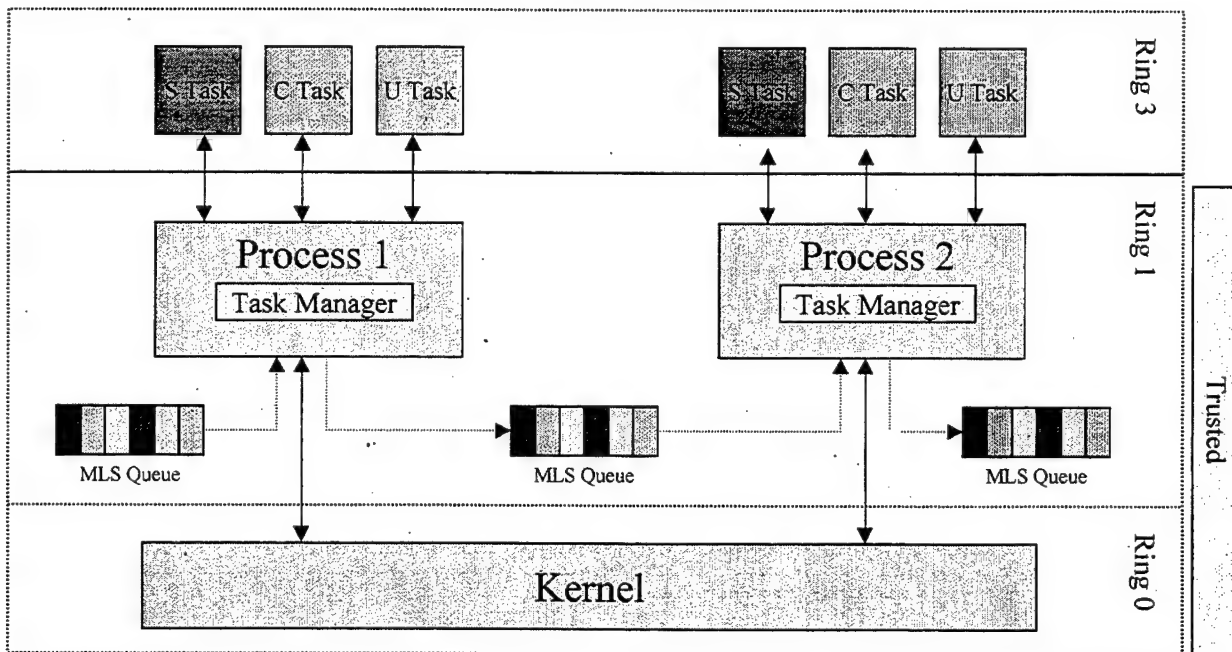 S Task
C Task
U Task
S Task
C Task
U Task
Ring 3
Process 1
Task Manager
Process 2
Task Manager
Ring 1
MLS Queue
MLS Queue
MLS Queue
Trusted
Kernel
Ring 0